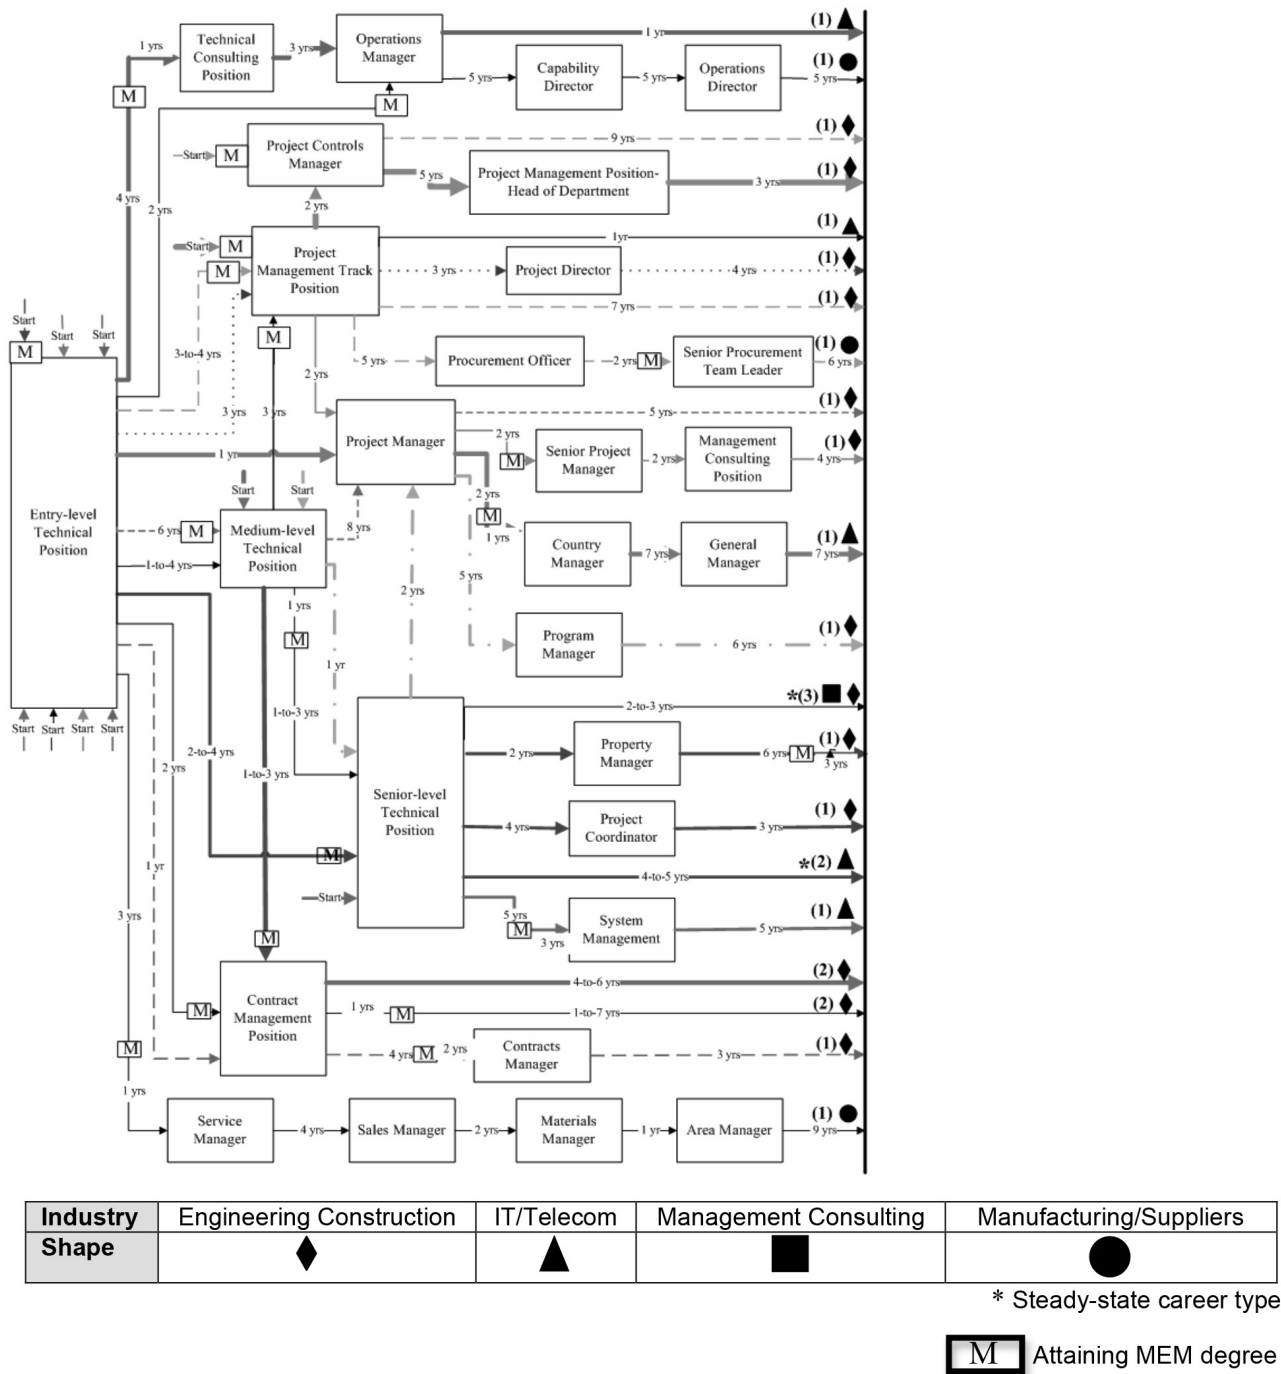 1 yrs
Technical
Consulting
Position
3 yrs
Operations
Manager
1 yr
(1)
M
M
5 yrs
Capability
Director
5 yrs
Operations
Director
5 yrs
(1)
4 yrs
2 yrs
Start
M
Project Controls
Manager
9 yrs
(1)
5 yrs
Project Management Position-
Head of Department
3 yrs
(1)
2 yrs
Start
M
M
Project
Management Track
Position
1yr
(1)
3 yrs
Project Director
4 yrs
(1)
7 yrs
(1)
Start
Start
Start
M
M
3-to-4 yrs
5 yrs
Procurement Officer
2 yrs
M
Senior Procurement
Team Leader
6 yrs
(1)
2 yrs
3 yrs
3 yrs
1 yr
Project Manager
5 yrs
(1)
2 yrs
M
Senior Project
Manager
2 yrs
Management
Consulting
Position
4 yrs
(1)
Start
Start
2 yrs
M
1 yrs
Entry-level
Technical
Position
6 yrs
M
Medium-level
Technical
Position
8 yrs
Country
Manager
7 yrs
General
Manager
7 yrs
(1)
1-to-4 yrs
5 yrs
2 yrs
1 yrs
M
1 yr
Program
Manager
6 yrs
(1)
1-to-3 yrs
2-to-3 yrs
*(3)
Start
Start
Start
Start
2-to-4 yrs
2 yrs
1-to-3 yrs
Senior-level
Technical
Position
2 yrs
Property
Manager
6 yrs
M
3 yrs
(1)
4 yrs
Project
Coordinator
3 yrs
(1)
M
1 yr
4-to-5 yrs
*(2)
Start
5 yrs
M
3 yrs
System
Management
5 yrs
(1)
3 yrs
M
Contract
Management
Position
4-to-6 yrs
(2)
M
1 yrs
M
1-to-7 yrs
(2)
M
4 yrs
M
2 yrs
Contracts
Manager
3 yrs
(1)
1 yrs
Service
Manager
4 yrs
Sales Manager
2 yrs
Materials
Manager
1 yr
Area Manager
9 yrs
(1)
Industry Engineering Construction IT/Telecom Management Consulting Manufacturing/Suppliers
Shape
* Steady-state career type
M Attaining MEM degree